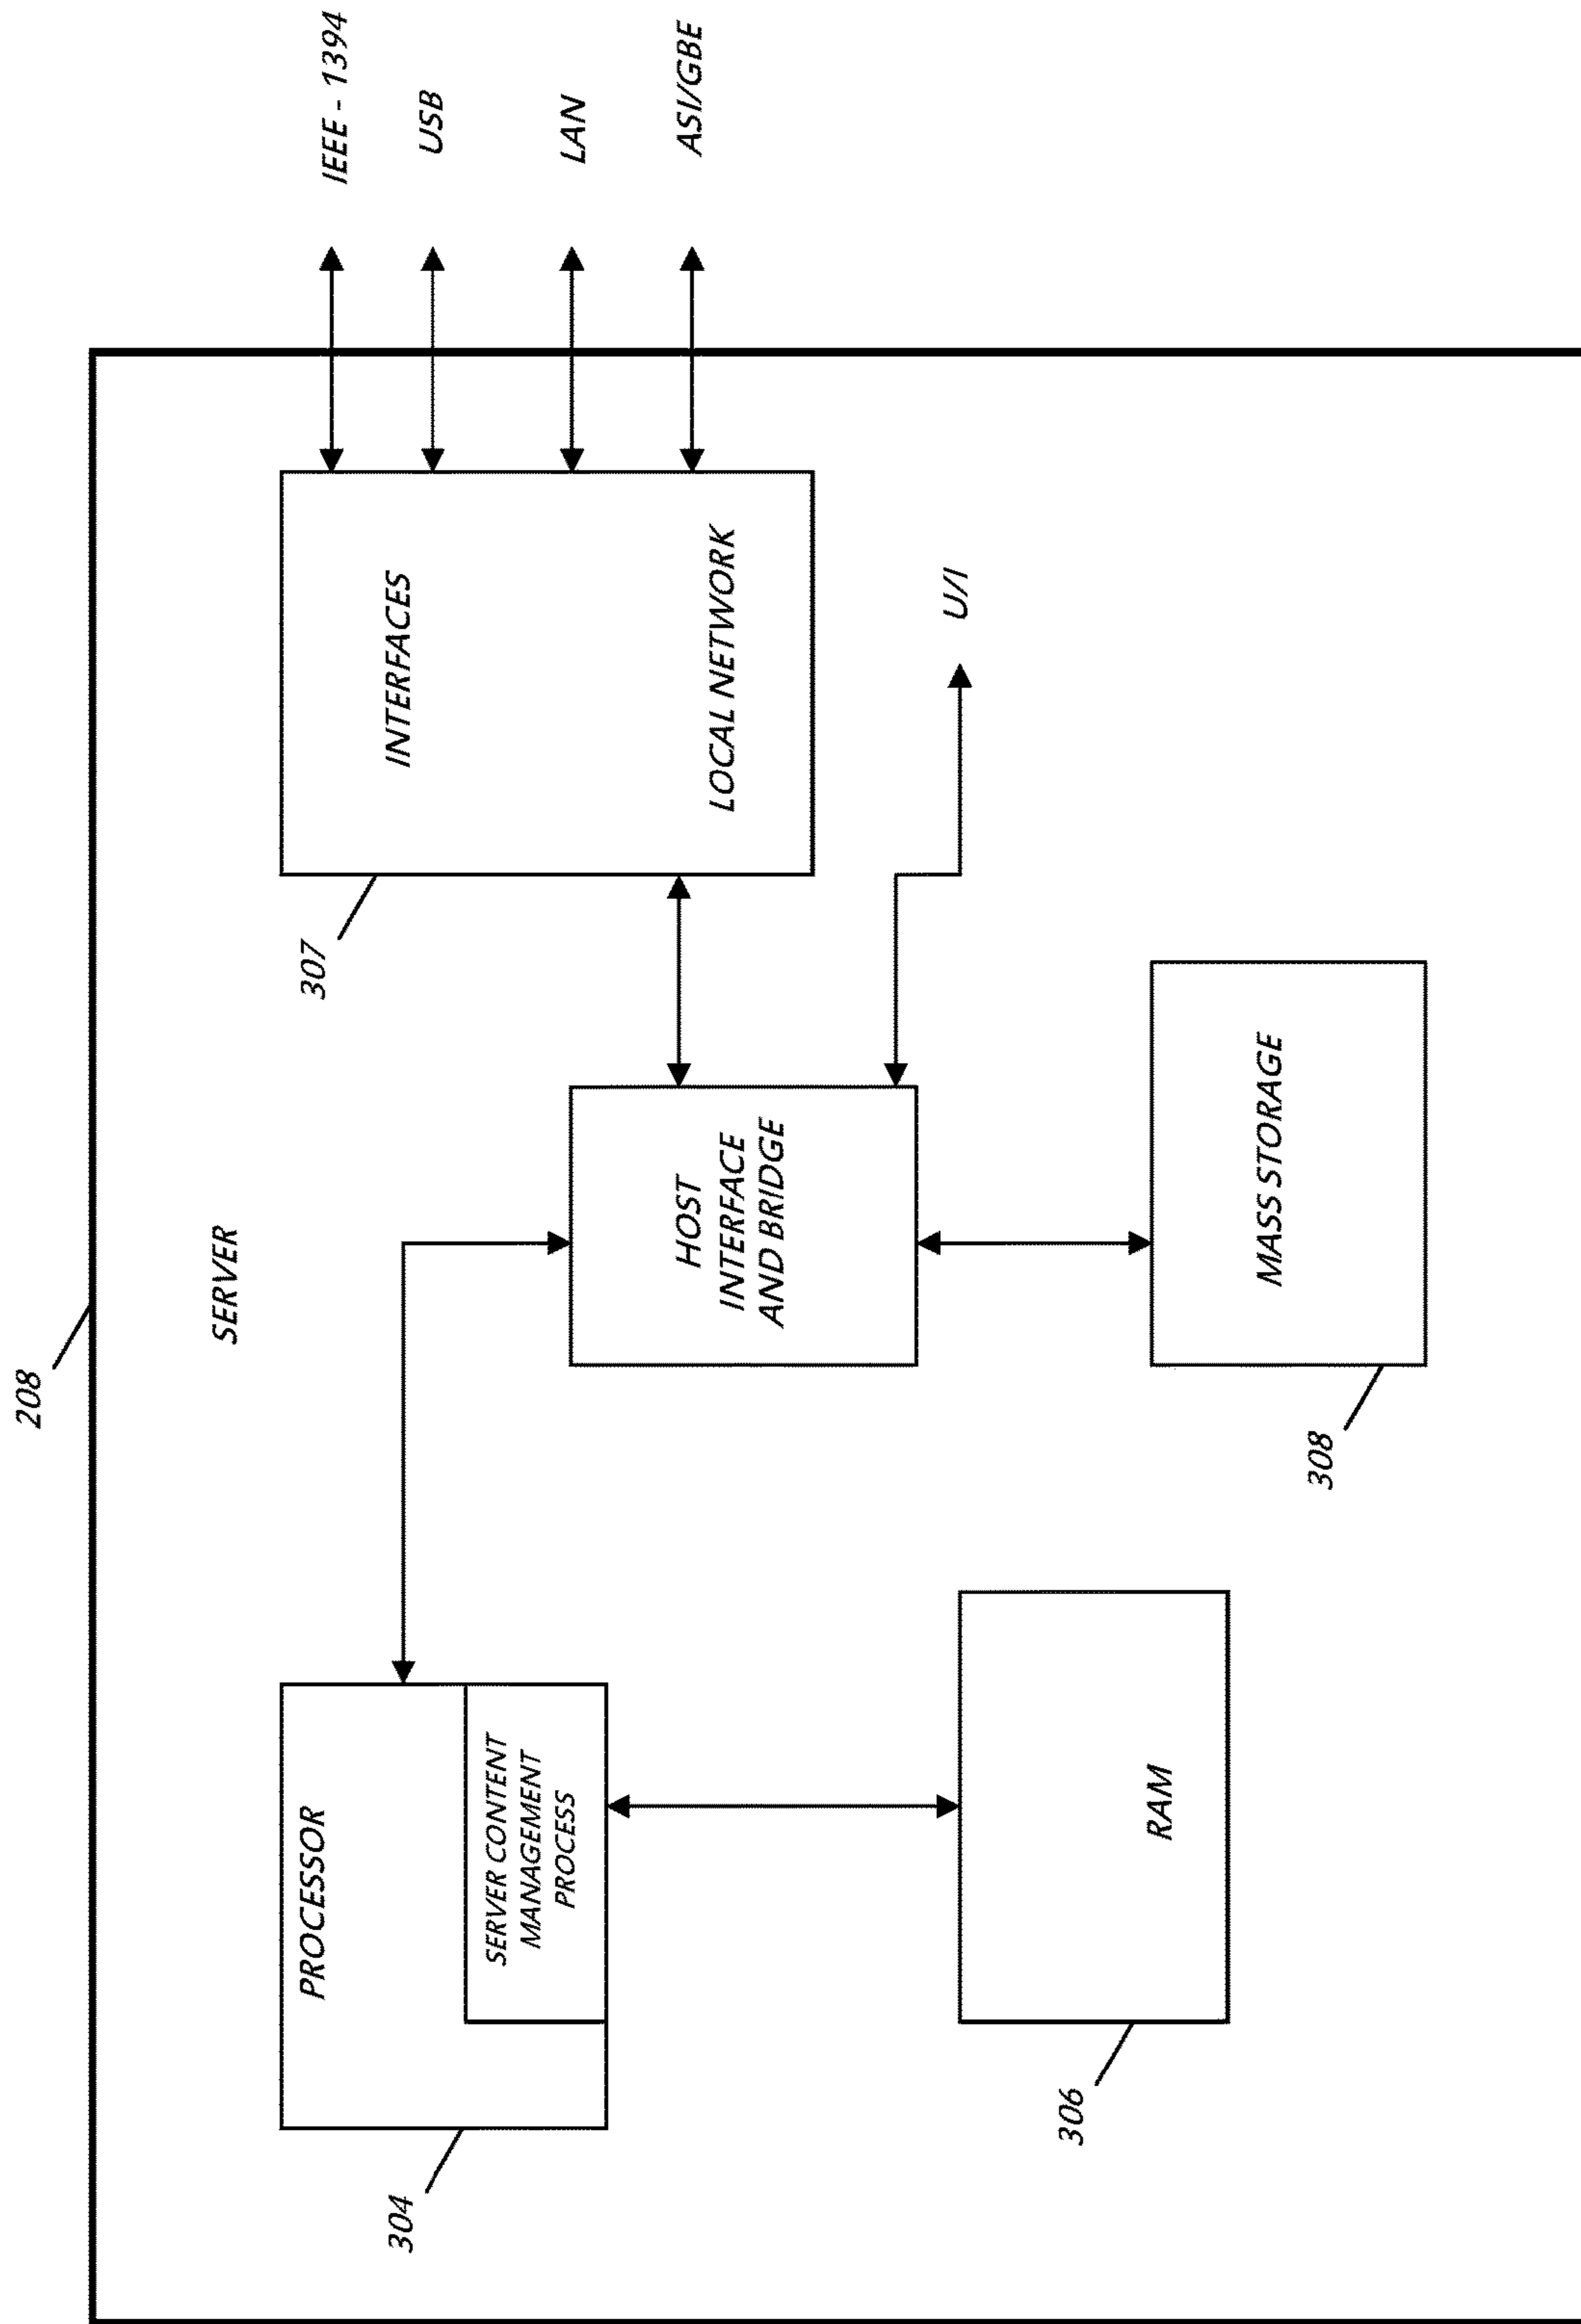 208
SERVER
304
PROCESSOR
SERVER CONTENT
MANAGEMENT
PROCESS
306
RAM
HOST
INTERFACE
AND BRIDGE
308
MASS STORAGE
307
INTERFACES
LOCAL NETWORK
U/I
IEEE - 1394
USB
LAN
ASI/GBE